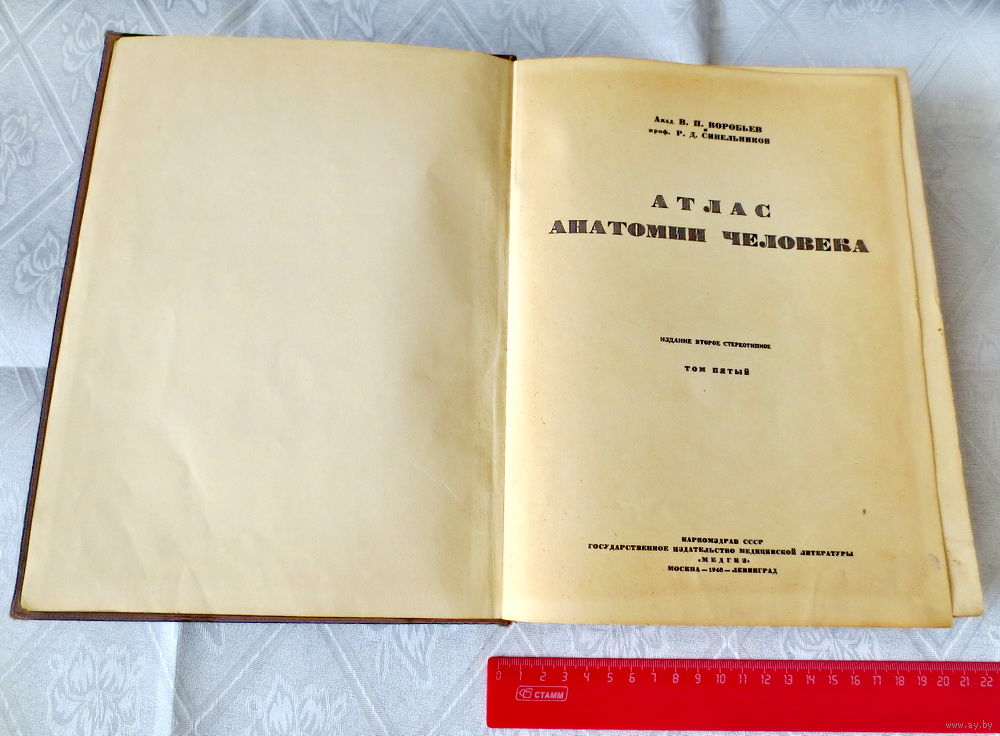 Акад. В. П. ВОРОБЬЕВ
и
проф. Р. Д. СИНЕЛЬНИКОВ
АТЛАС
АНАТОМИИ ЧЕЛОВЕКА
ИЗДАНИЕ ВТОРОЕ СТЕРЕОТИПНОЕ
ТОМ ПЯТЫЙ
НАРКОМЗДРАВ СССР
ГОСУДАРСТВЕННОЕ ИЗДАТЕЛЬСТВО МЕДИЦИНСКОЙ ЛИТЕРАТУРЫ
«МЕДГИЗ»
МОСКВА — 1940 — ЛЕНИНГРАД
0 1 2 3 4 5 6 7 8 9 10 11 12 13 14 15 16 17 18 19 20 21 22
СТАММ
www.ay.by